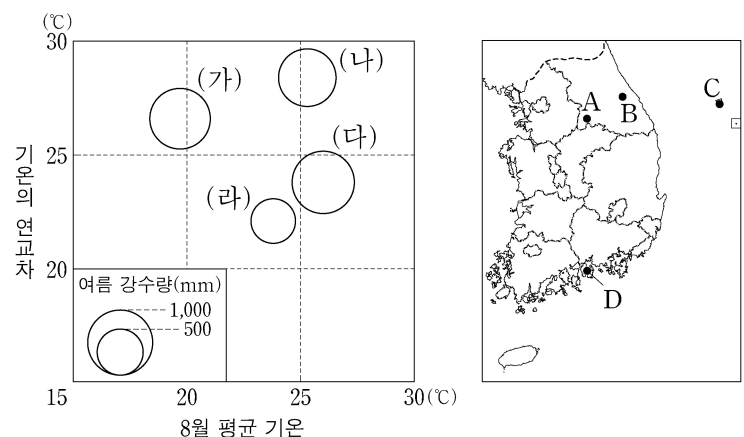 (℃)
30
25
20
15
20
25
30(℃)
기온의 연교차
8월 평균 기온
(가)
(나)
(다)
(라)
여름 강수량(mm)
1,000
500
A
B
C
D